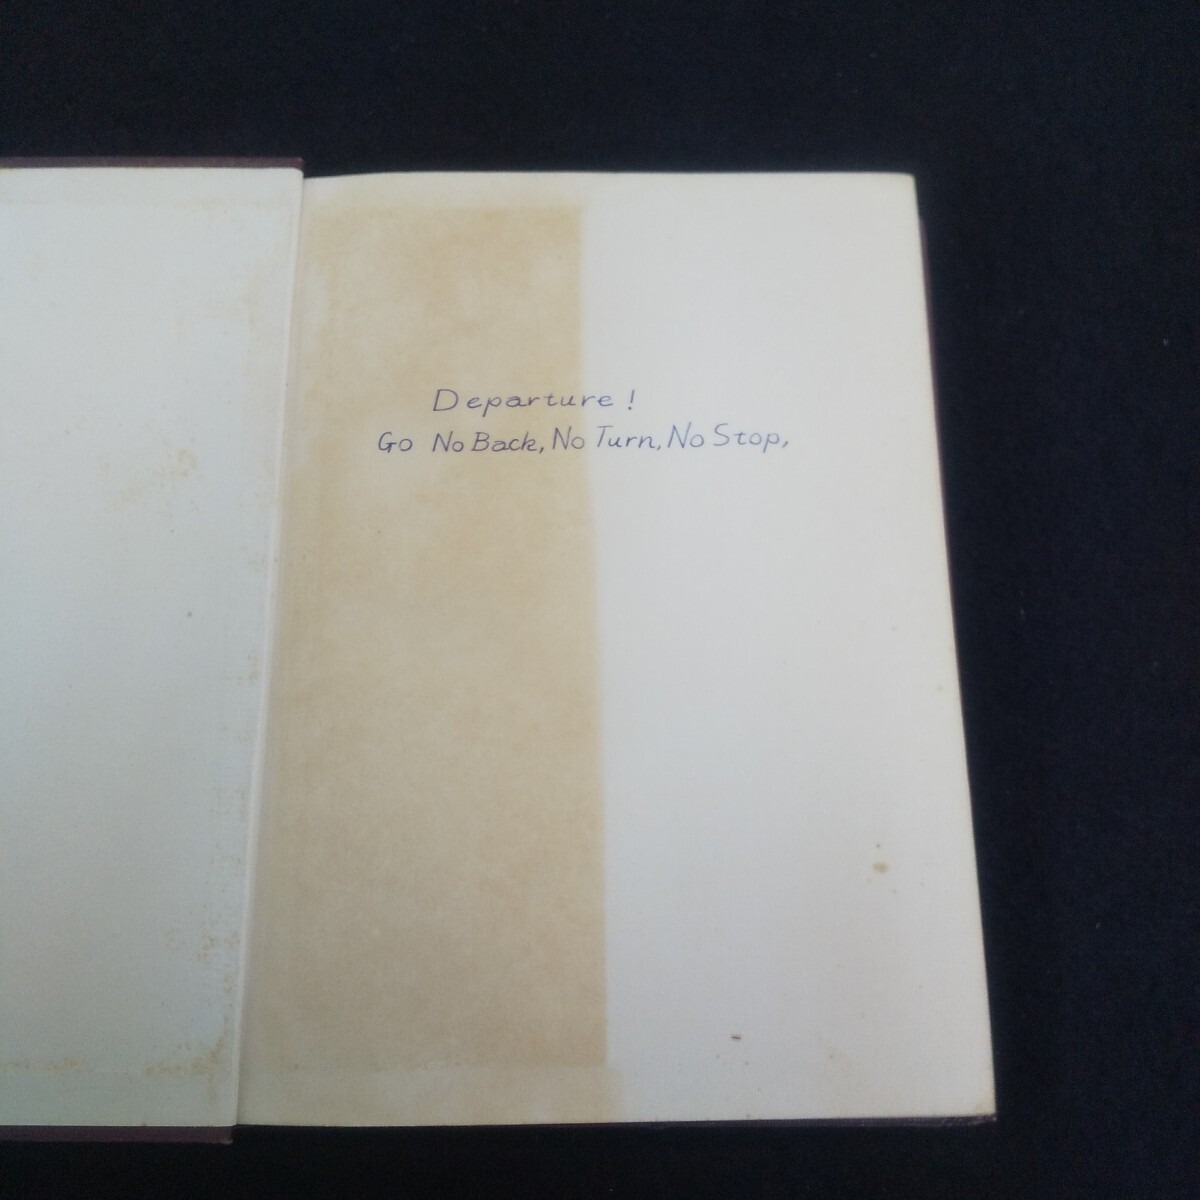 Departure!
Go No Back, No Turn, No Stop,